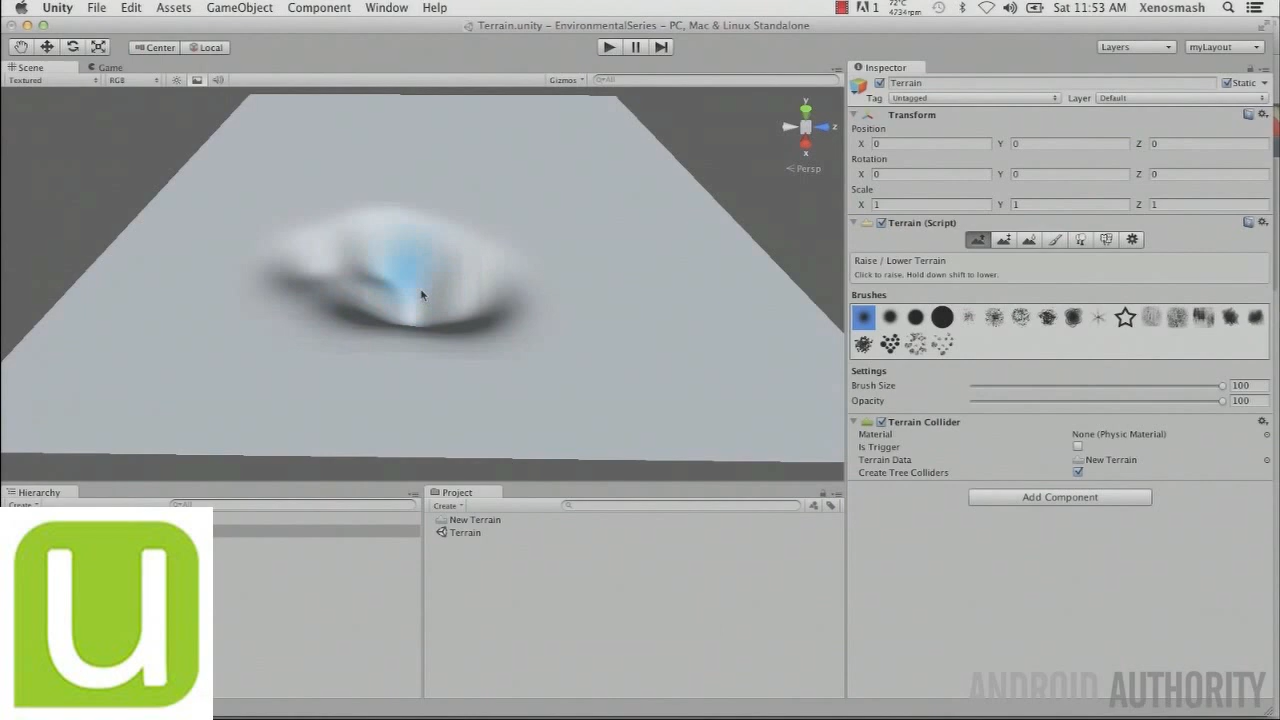 Unity File Edit Assets GameObject Component Window Help
1 72°C 4734rpm Sat 11:53 AM Xenosmash
Terrain.unity - EnvironmentalSeries - PC, Mac & Linux Standalone
Center Local Layers myLayout
Scene Game
Textured RGB Gizmos All
y
z
x
Persp
Inspector
Terrain Static
Tag Untagged Layer Default
Transform
Position
X 0 Y 0 Z 0
Rotation
X 0 Y 0 Z 0
Scale
X 1 Y 1 Z 1
Terrain (Script)
Raise / Lower Terrain
Click to raise. Hold down shift to lower.
Brushes
Settings
Brush Size 100
Opacity 100
Terrain Collider
Material None (Physic Material)
Is Trigger
Terrain Data New Terrain
Create Tree Colliders
Add Component
Hierarchy
Create All
Project
Create
New Terrain
Terrain
u
ANDROID AUTHORITY